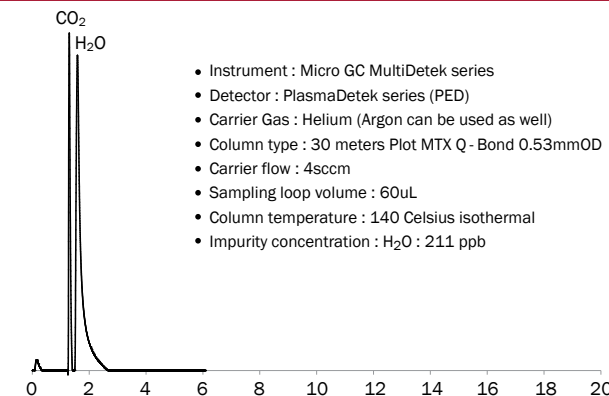 CO₂
H₂O
• Instrument : Micro GC MultiDetek series
• Detector : PlasmaDetek series (PED)
• Carrier Gas : Helium (Argon can be used as well)
• Column type : 30 meters Plot MTX Q - Bond 0.53mmOD
• Carrier flow : 4sccm
• Sampling loop volume : 60uL
• Column temperature : 140 Celsius isothermal
• Impurity concentration : H₂O : 211 ppb
0 2 4 6 8 10 12 14 16 18 20